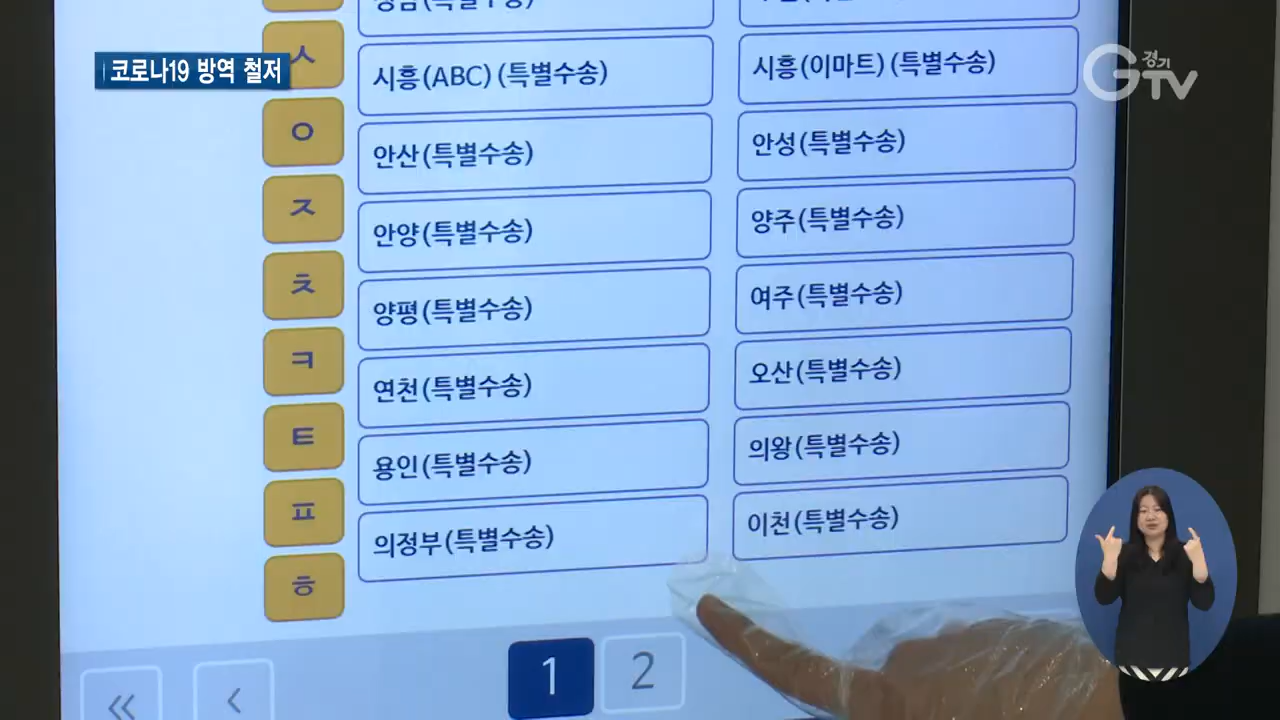 코로나19 방역 철저
경기
GTV
ㅅ
ㅇ
ㅈ
ㅊ
ㅋ
ㅌ
ㅍ
ㅎ
시흥(ABC)(특별수송)
시흥(이마트)(특별수송)
안산(특별수송)
안성(특별수송)
안양(특별수송)
양주(특별수송)
양평(특별수송)
여주(특별수송)
연천(특별수송)
오산(특별수송)
용인(특별수송)
의왕(특별수송)
의정부(특별수송)
이천(특별수송)
« ‹ 1 2